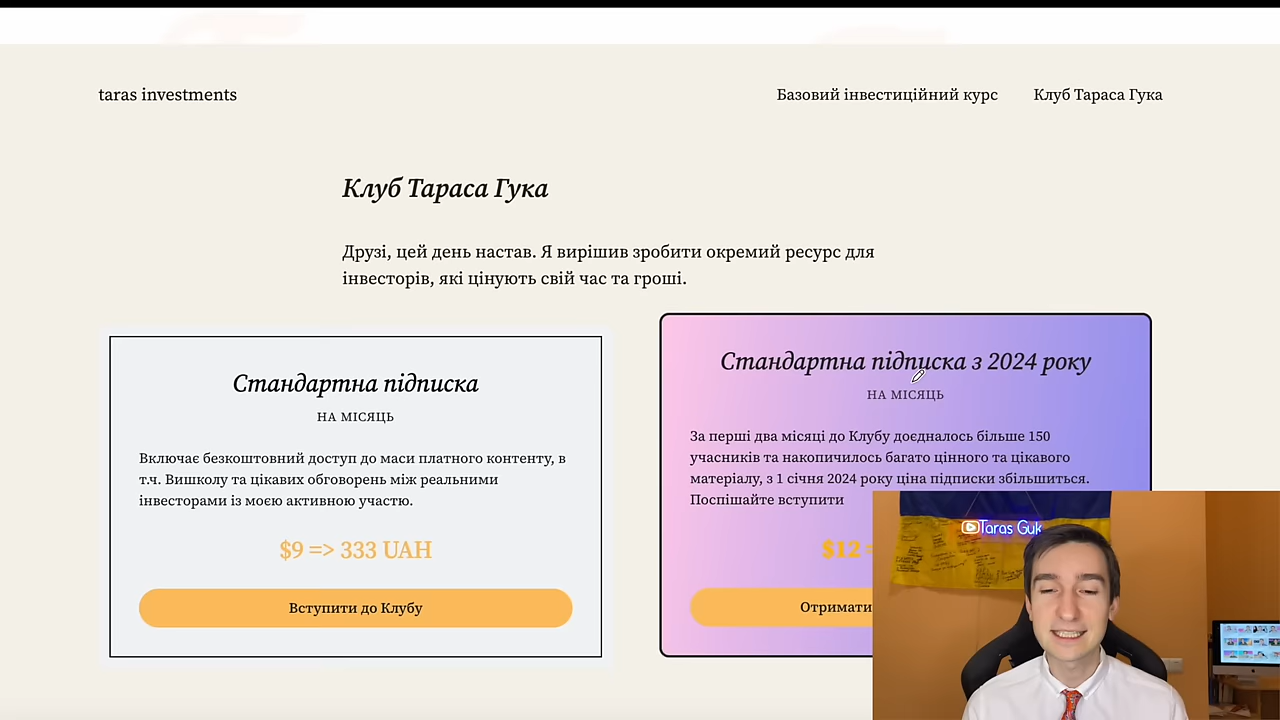 taras investments
Базовий інвестиційний курс
Клуб Тараса Гука
Клуб Тараса Гука
Друзі, цей день настав. Я вирішив зробити окремий ресурс для
інвесторів, які цінують свій час та гроші.
Стандартна підписка
НА МІСЯЦЬ
Включає безкоштовний доступ до маси платного контенту, в
т.ч. Вишколу та цікавих обговорень між реальними
інвесторами із моєю активною участю.
$9 => 333 UAH
Вступити до Клубу
Стандартна підписка з 2024 року
НА МІСЯЦЬ
За перші два місяці до Клубу доєдналось більше 150
учасників та накопичилось багато цінного та цікавого
матеріалу, з 1 січня 2024 року ціна підписки збільшиться.
Поспішайте вступити
$12
Отримати
Taras Guk